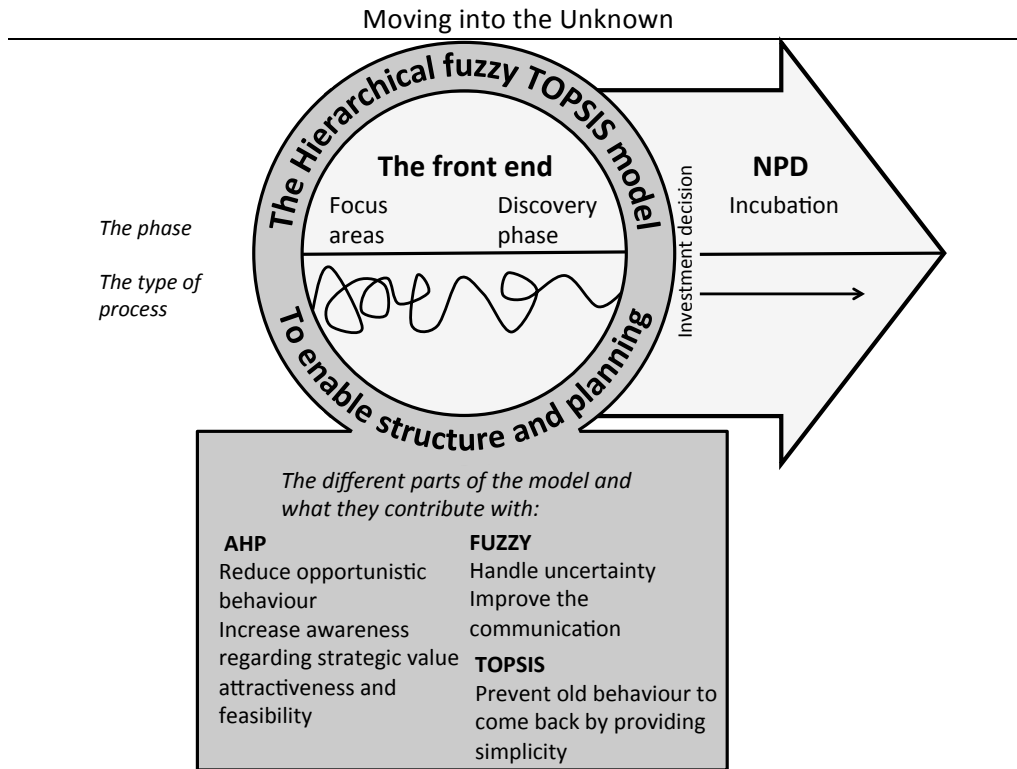 Moving into the Unknown
The Hierarchical fuzzy TOPSIS model
The front end
Focus
areas
Discovery
phase
To enable structure and planning
Investment decision
NPD
Incubation
The phase
The type of
process
The different parts of the model and
what they contribute with:
AHP
Reduce opportunistic
behaviour
Increase awareness
regarding strategic value
attractiveness and
feasibility
FUZZY
Handle uncertainty
Improve the
communication
TOPSIS
Prevent old behaviour to
come back by providing
simplicity